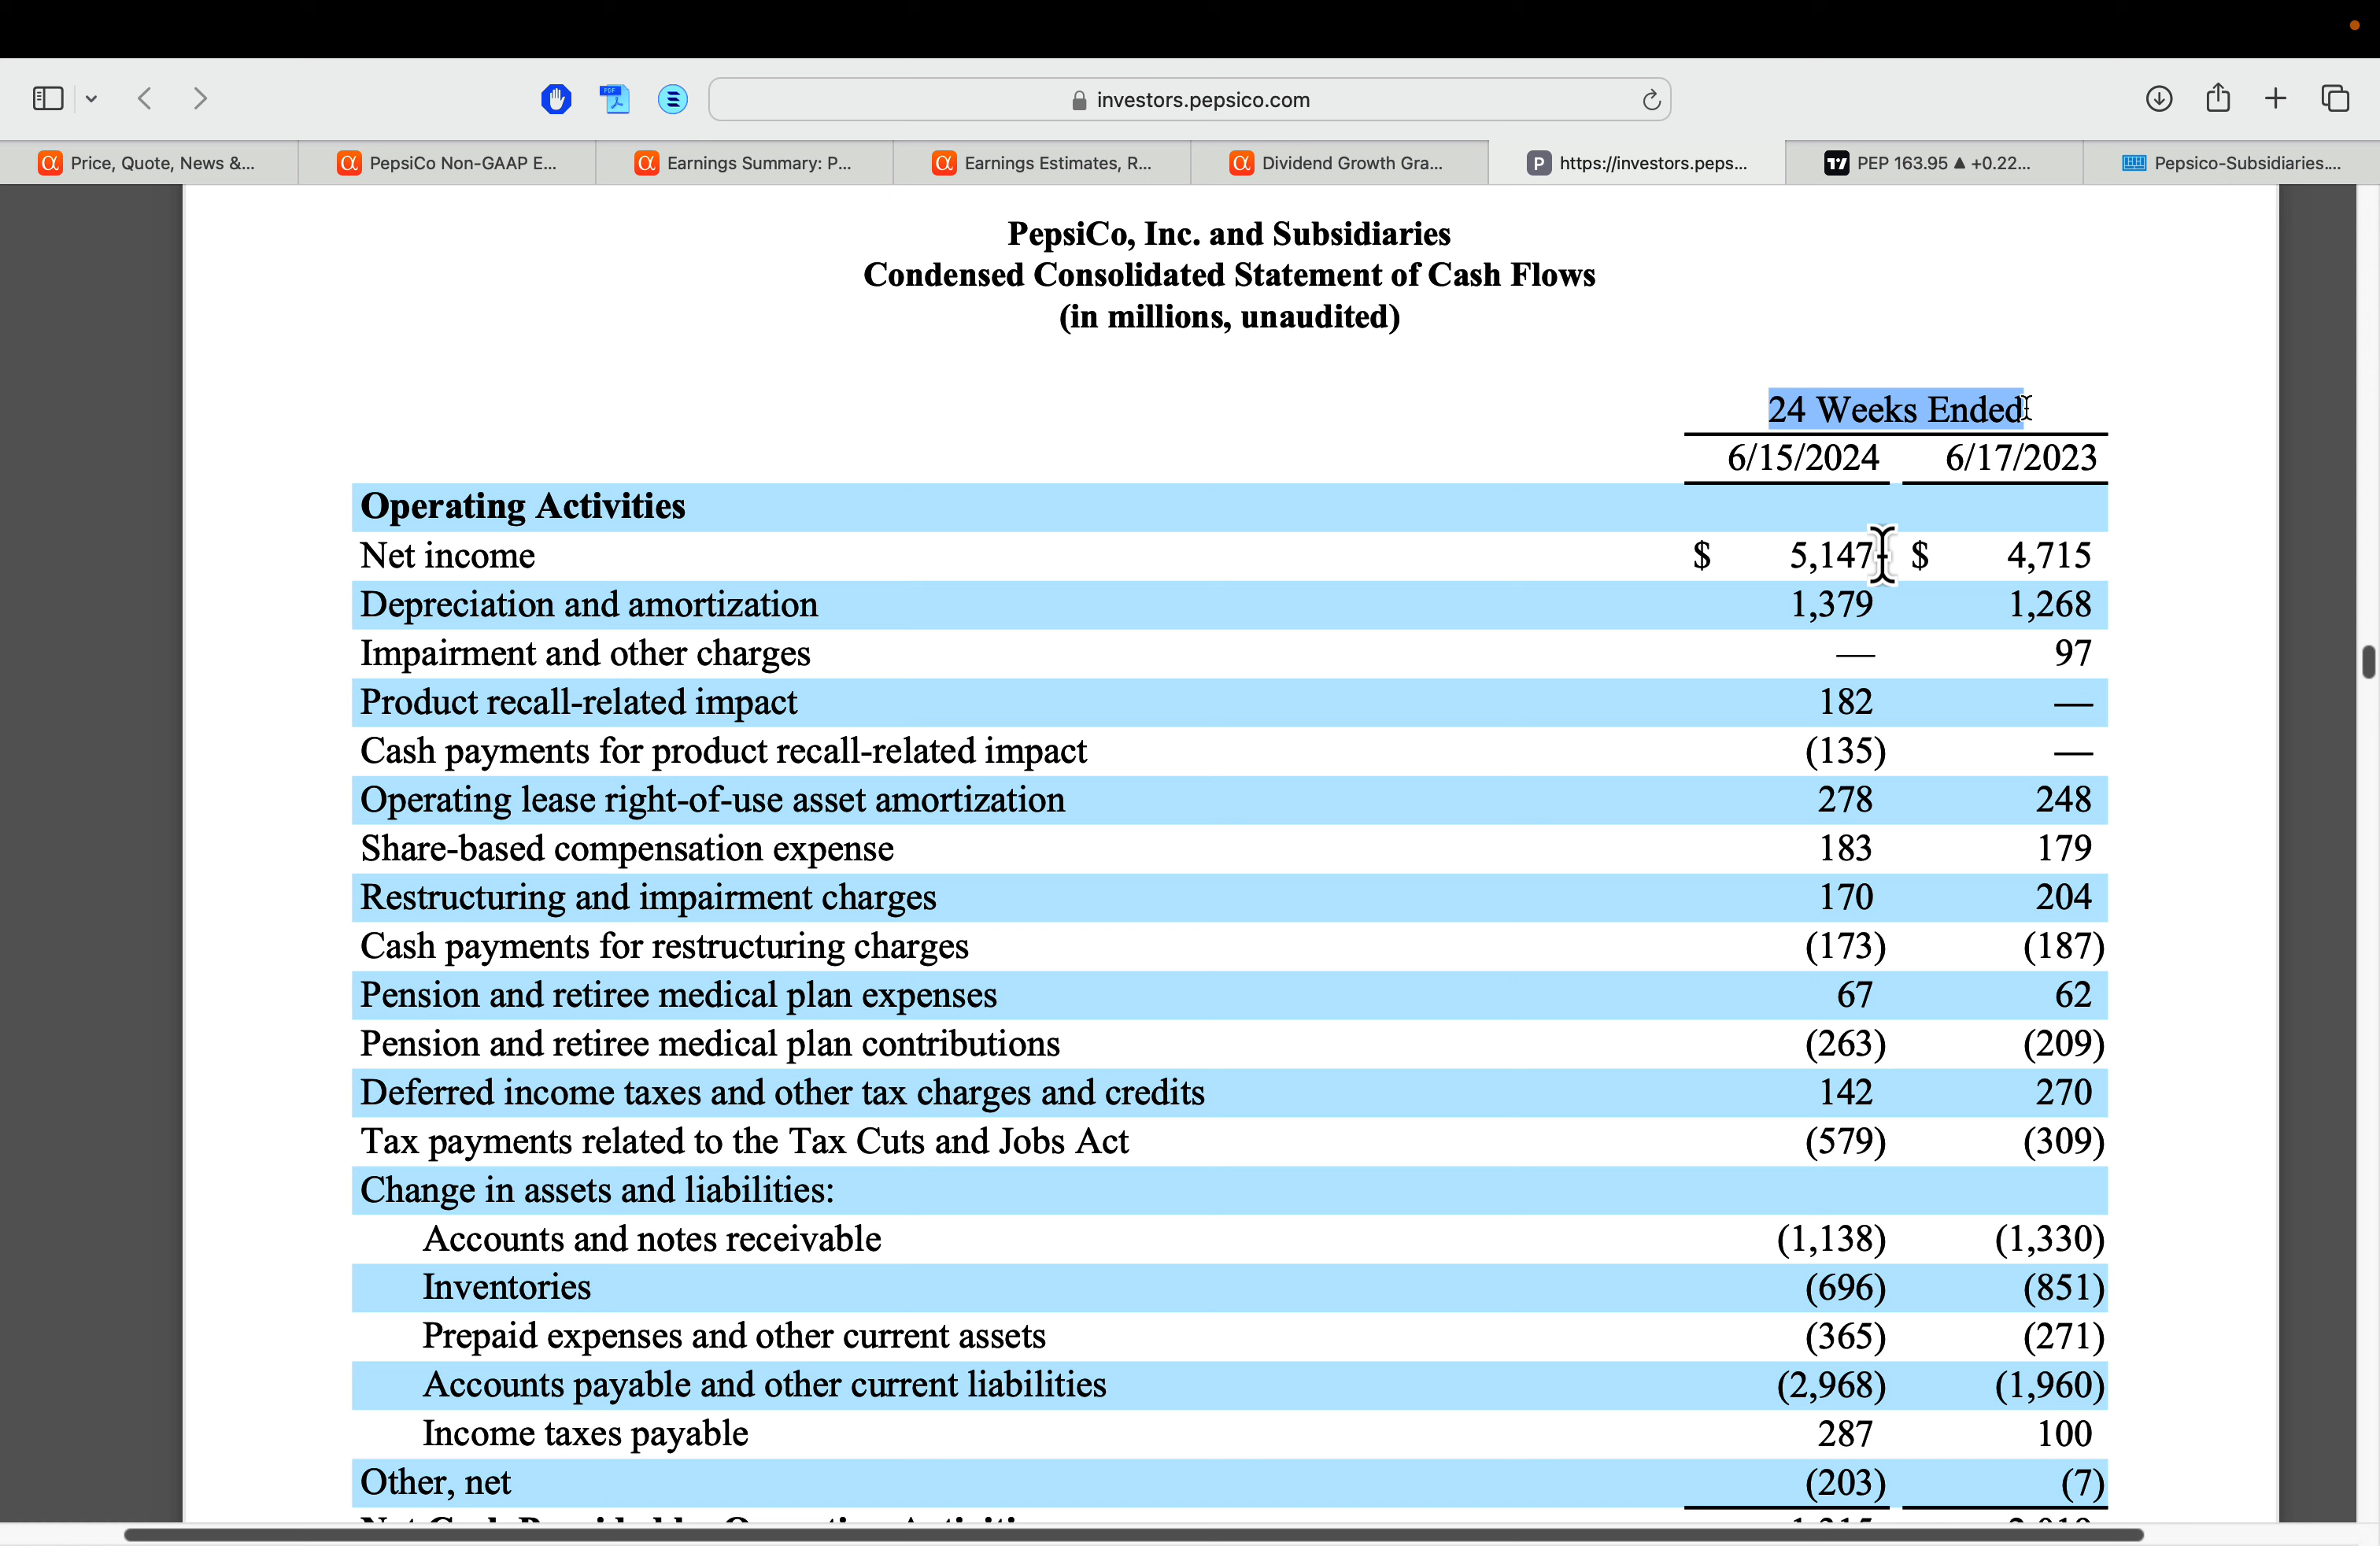 investors.pepsico.com
Price, Quote, News &...
PepsiCo Non-GAAP E...
Earnings Summary: P...
Earnings Estimates, R...
Dividend Growth Gra...
P https://investors.peps...
PEP 163.95 ▲ +0.22...
Pepsico-Subsidiaries....
PepsiCo, Inc. and Subsidiaries
Condensed Consolidated Statement of Cash Flows
(in millions, unaudited)
24 Weeks Ended
6/15/2024 6/17/2023
Operating Activities
Net income $ 5,147 $ 4,715
Depreciation and amortization 1,379 1,268
Impairment and other charges — 97
Product recall-related impact 182 —
Cash payments for product recall-related impact (135) —
Operating lease right-of-use asset amortization 278 248
Share-based compensation expense 183 179
Restructuring and impairment charges 170 204
Cash payments for restructuring charges (173) (187)
Pension and retiree medical plan expenses 67 62
Pension and retiree medical plan contributions (263) (209)
Deferred income taxes and other tax charges and credits 142 270
Tax payments related to the Tax Cuts and Jobs Act (579) (309)
Change in assets and liabilities:
Accounts and notes receivable (1,138) (1,330)
Inventories (696) (851)
Prepaid expenses and other current assets (365) (271)
Accounts payable and other current liabilities (2,968) (1,960)
Income taxes payable 287 100
Other, net (203) (7)